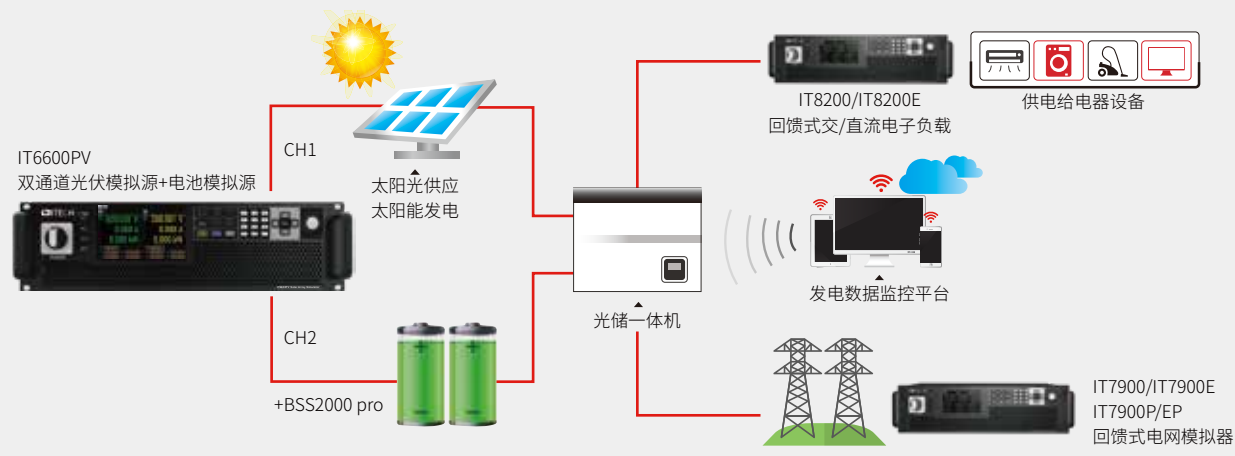 IT6600PV
双通道光伏模拟源+电池模拟源
CH1
太阳光供应
太阳能发电
CH2
+BSS2000 pro
光储一体机
IT8200/IT8200E
回馈式交/直流电子负载
供电给电器设备
发电数据监控平台
IT7900/IT7900E
IT7900P/EP
回馈式电网模拟器